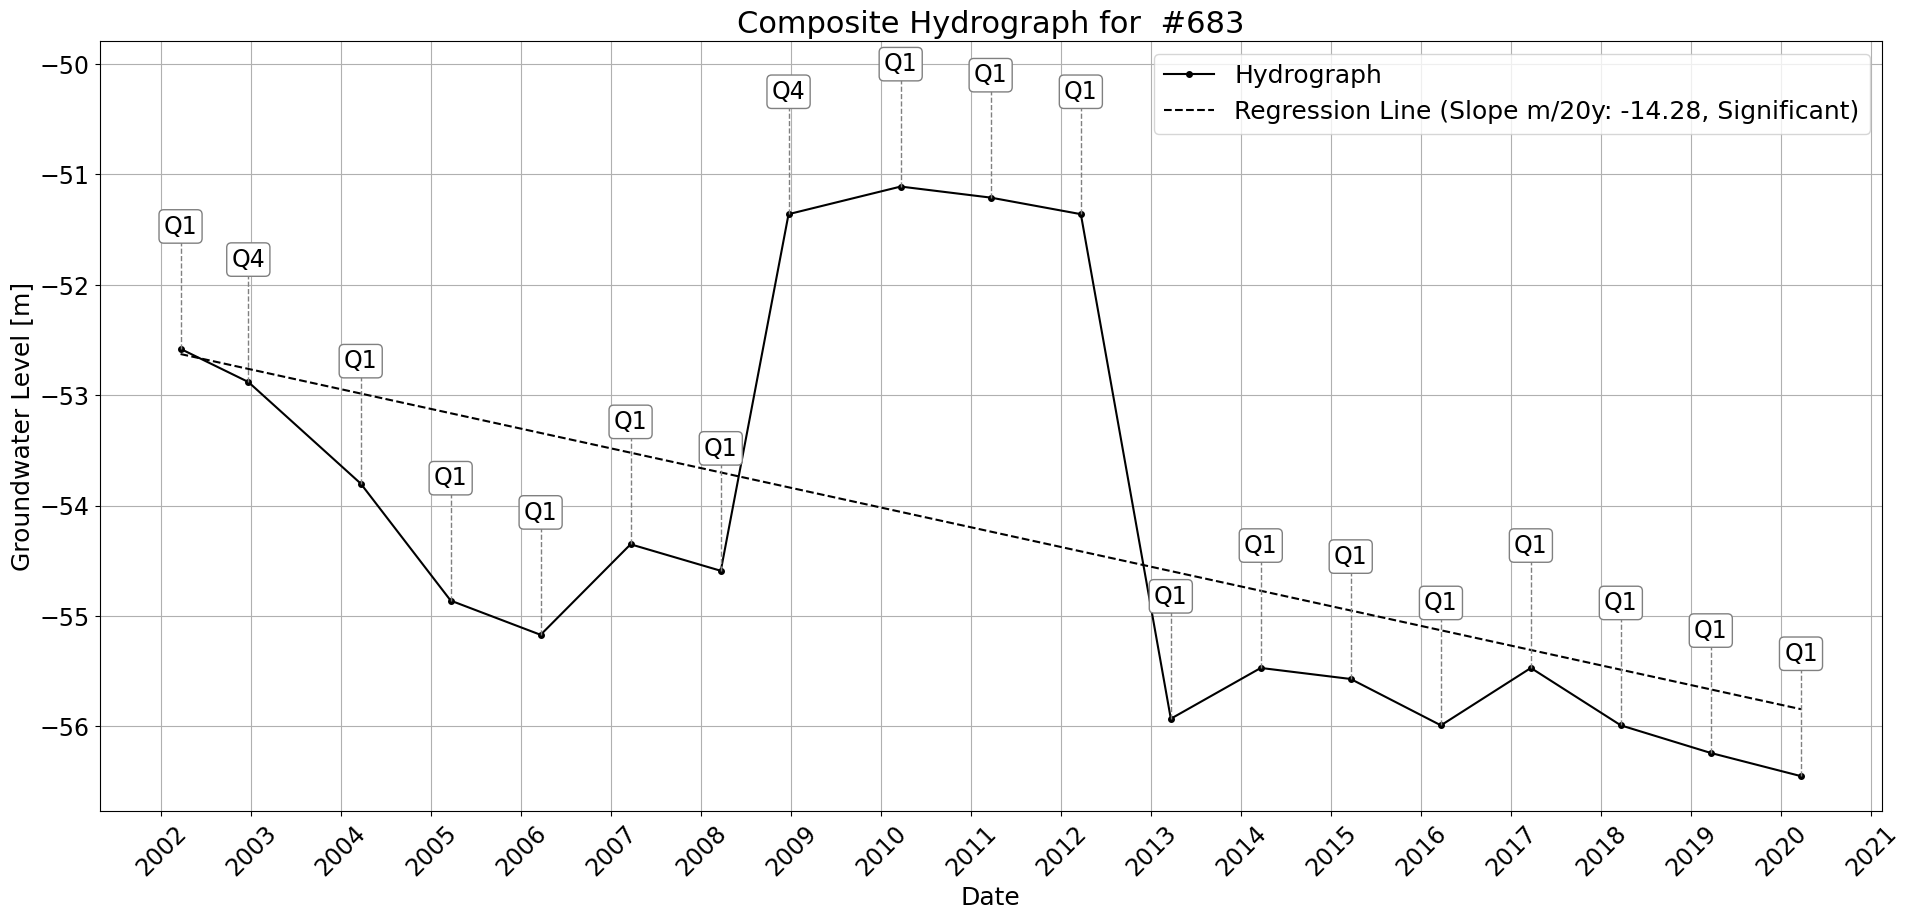 Composite Hydrograph for  #683
Hydrograph
Regression Line (Slope m/20y: -14.28, Significant)
Groundwater Level [m]
−50
−51
−52
−53
−54
−55
−56
Q1
Q4
Q1
Q1
Q1
Q1
Q1
Q4
Q1
Q1
Q1
Q1
Q1
Q1
Q1
Q1
Q1
Q1
Q1
2002
2003
2004
2005
2006
2007
2008
2009
2010
2011
2012
2013
2014
2015
2016
2017
2018
2019
2020
2021
Date